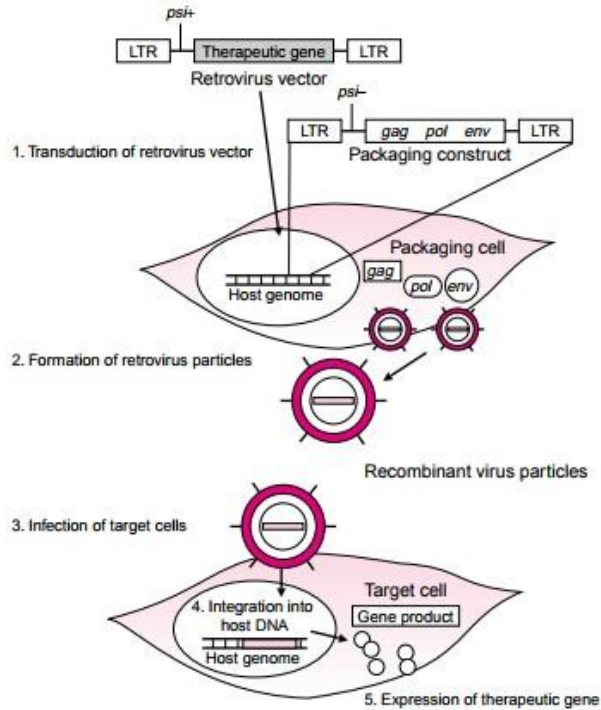 psi+
LTR
Therapeutic gene
LTR
Retrovirus vector
psi–
LTR
gag pol env
LTR
1. Transduction of retrovirus vector
Packaging construct
Packaging cell
gag
pol
env
Host genome
2. Formation of retrovirus particles
Recombinant virus particles
3. Infection of target cells
Target cell
4. Integration into
host DNA
Gene product
Host genome
5. Expression of therapeutic gene